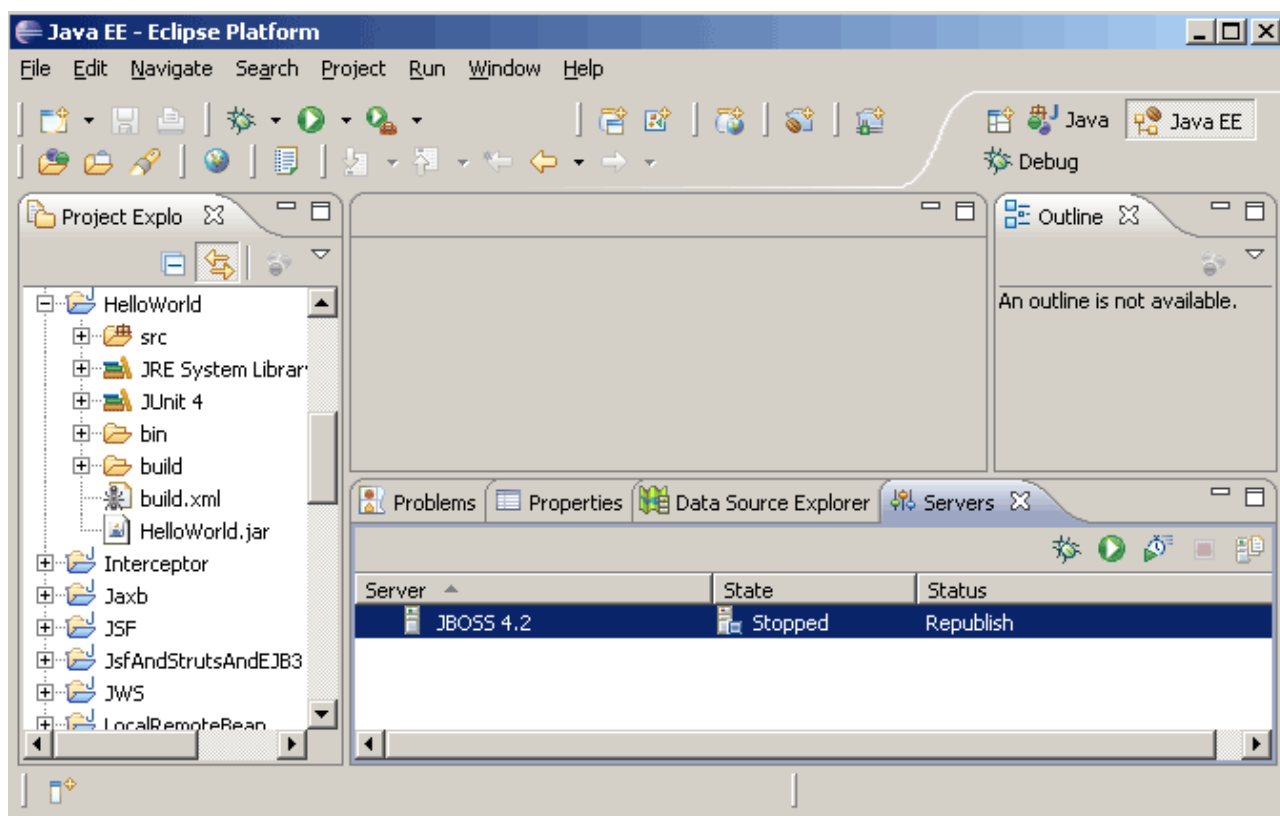 Java EE - Eclipse Platform
File Edit Navigate Search Project Run Window Help
Java Java EE
Debug
Project Explo
HelloWorld
src
JRE System Librar
JUnit 4
bin
build
build.xml
HelloWorld.jar
Interceptor
Jaxb
JSF
JsfAndStrutsAndEJB3
JWS
LocalRemoteBean
Outline
An outline is not available.
Problems Properties Data Source Explorer Servers
Server State Status
JBOSS 4.2 Stopped Republish